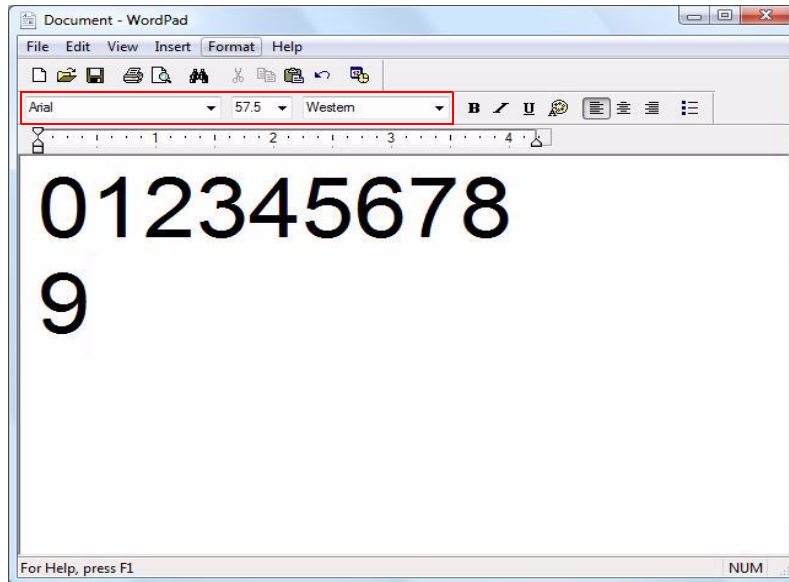 Document - WordPad
File Edit View Insert Format Help
Arial 57.5 Western B / U
1 2 3 4
012345678
9
For Help, press F1 NUM